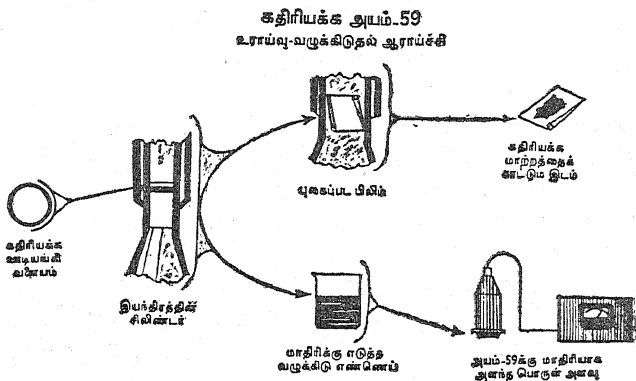 கதிரியக்க அயம்-59
உராய்வு-வழுக்கிடுதல் ஆராய்ச்சி
புகைப்பட பிலிம்
கதிரியக்க
மாற்றத்தைக்
காட்டும் இடம்
கதிரியக்க
ஊடியங்கி
வளையம்
இயந்திரத்தின்
சிலிண்டர்
மாதிரிக்கு எடுத்த
வழுக்கிடு எண்ணெய்
அயம்-59க்கு மாதிரியாக
அளந்த பொருள் அளவு